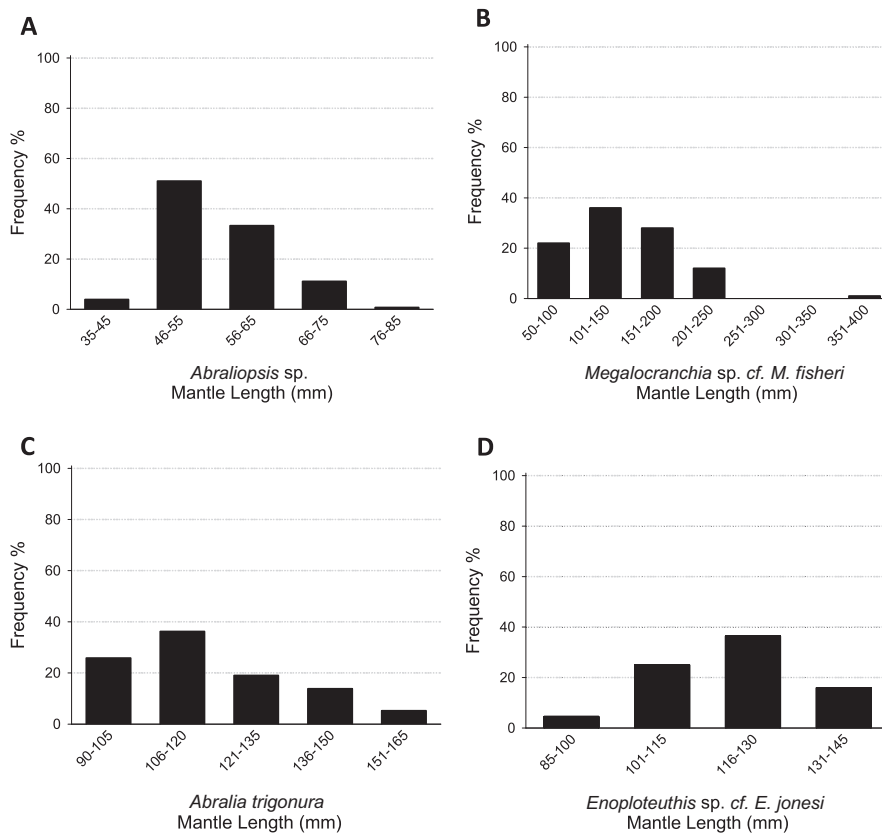 A
Frequency %
100
80
60
40
20
0
35-45
46-55
56-65
66-75
76-85
Abraliopsis sp.
Mantle Length (mm)
B
Frequency %
100
80
60
40
20
0
50-100
101-150
151-200
201-250
251-300
301-350
351-400
Megalocranchia sp. cf. M. fisheri
Mantle Length (mm)
C
Frequency %
100
80
60
40
20
0
90-105
106-120
121-135
136-150
151-165
Abralia trigonura
Mantle Length (mm)
D
Frequency %
100
80
60
40
20
0
85-100
101-115
116-130
131-145
Enoploteuthis sp. cf. E. jonesi
Mantle Length (mm)